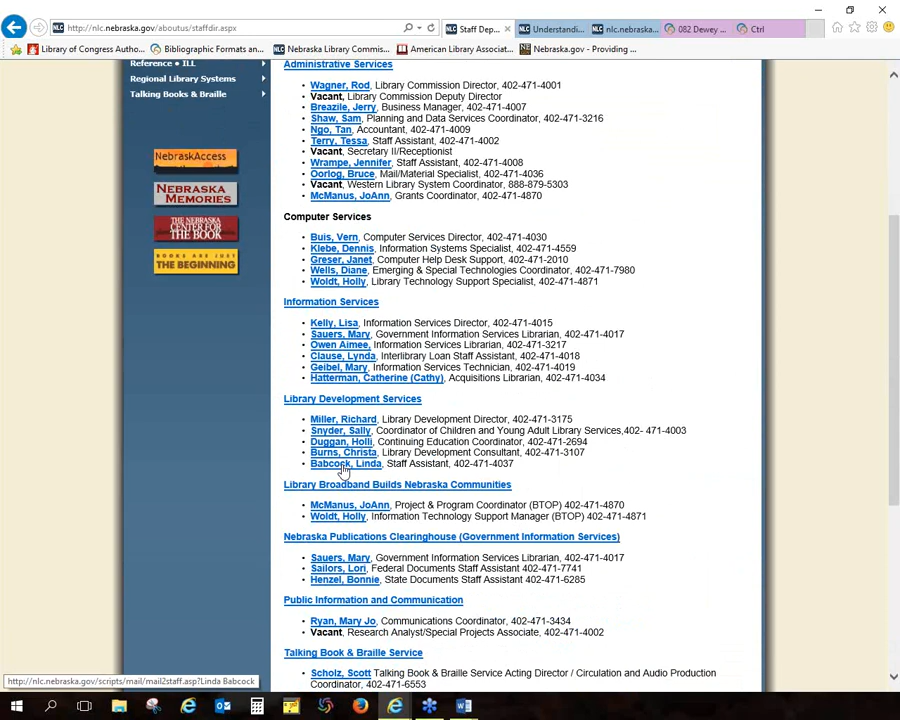 http://nlc.nebraska.gov/aboutus/staffdir.aspx
Staff Dep...
Understandi...
nlc.nebraska...
082 Dewey ...
Ctrl
Library of Congress Autho...
Bibliographic Formats an...
Nebraska Library Commis...
American Library Associat...
Nebraska.gov - Providing ...
Reference • ILL
Regional Library Systems
Talking Books & Braille
NebraskAccess
NEBRASKA
MEMORIES
THE NEBRASKA
CENTER FOR
THE BOOK
BOOKS ARE JUST
THE BEGINNING
Administrative Services
• Wagner, Rod, Library Commission Director, 402-471-4001
• Vacant, Library Commission Deputy Director
• Breazile, Jerry, Business Manager, 402-471-4007
• Shaw, Sam, Planning and Data Services Coordinator, 402-471-3216
• Ngo, Tan, Accountant, 402-471-4009
• Terry, Tessa, Staff Assistant, 402-471-4002
• Vacant, Secretary II/Receptionist
• Wrampe, Jennifer, Staff Assistant, 402-471-4008
• Oorlog, Bruce, Mail/Material Specialist, 402-471-4036
• Vacant, Western Library System Coordinator, 888-879-5303
• McManus, JoAnn, Grants Coordinator, 402-471-4870
Computer Services
• Buis, Vern, Computer Services Director, 402-471-4030
• Klebe, Dennis, Information Systems Specialist, 402-471-4559
• Greser, Janet, Computer Help Desk Support, 402-471-2010
• Wells, Diane, Emerging & Special Technologies Coordinator, 402-471-7980
• Woldt, Holly, Library Technology Support Specialist, 402-471-4871
Information Services
• Kelly, Lisa, Information Services Director, 402-471-4015
• Sauers, Mary, Government Information Services Librarian, 402-471-4017
• Owen Aimee, Information Services Librarian, 402-471-3217
• Clause, Lynda, Interlibrary Loan Staff Assistant, 402-471-4018
• Geibel, Mary, Information Services Technician, 402-471-4019
• Hatterman, Catherine (Cathy), Acquisitions Librarian, 402-471-4034
Library Development Services
• Miller, Richard, Library Development Director, 402-471-3175
• Snyder, Sally, Coordinator of Children and Young Adult Library Services,402- 471-4003
• Duggan, Holli, Continuing Education Coordinator, 402-471-2694
• Burns, Christa, Library Development Consultant, 402-471-3107
• Babcock, Linda, Staff Assistant, 402-471-4037
Library Broadband Builds Nebraska Communities
• McManus, JoAnn, Project & Program Coordinator (BTOP) 402-471-4870
• Woldt, Holly, Information Technology Support Manager (BTOP) 402-471-4871
Nebraska Publications Clearinghouse (Government Information Services)
• Sauers, Mary, Government Information Services Librarian, 402-471-4017
• Sailors, Lori, Federal Documents Staff Assistant 402-471-7741
• Henzel, Bonnie, State Documents Staff Assistant 402-471-6285
Public Information and Communication
• Ryan, Mary Jo, Communications Coordinator, 402-471-3434
• Vacant, Research Analyst/Special Projects Associate, 402-471-4002
Talking Book & Braille Service
• Scholz, Scott Talking Book & Braille Service Acting Director / Circulation and Audio Production
Coordinator, 402-471-6553
http://nlc.nebraska.gov/scripts/mail/mail2staff.asp?Linda Babcock